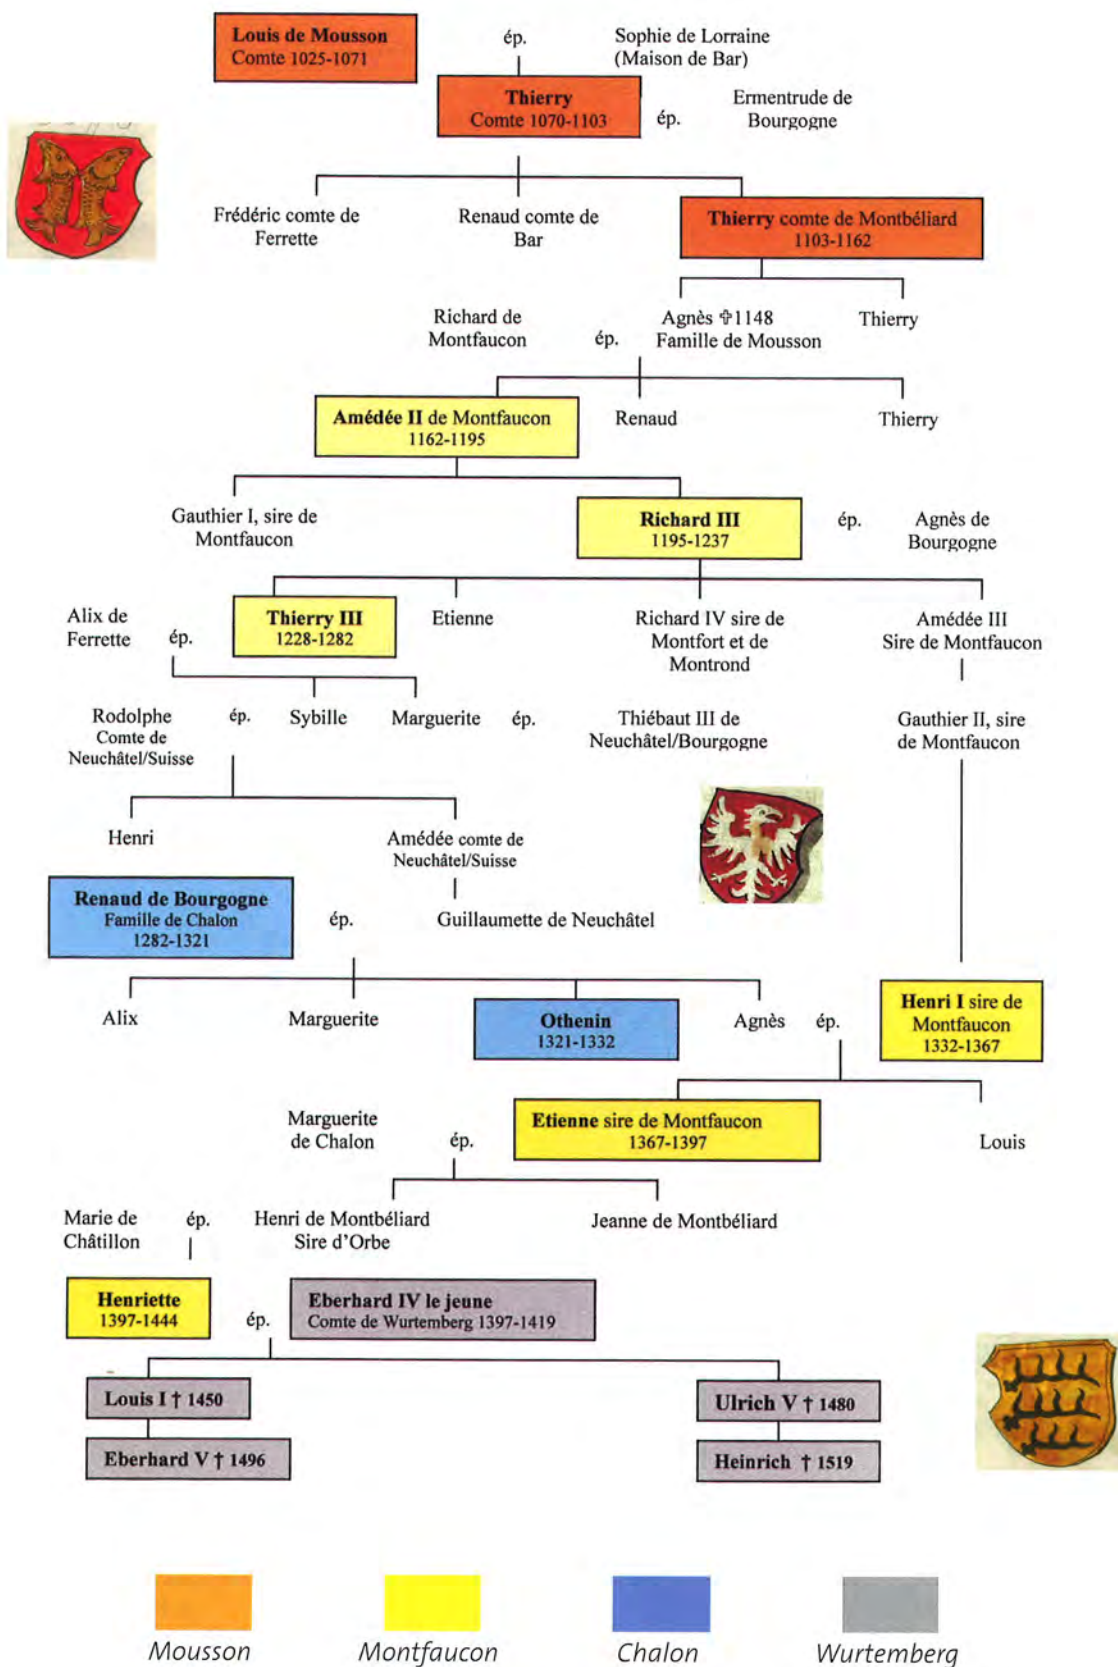 Louis de Mousson
Comte 1025-1071
ép.
Sophie de Lorraine
(Maison de Bar)
Thierry
Comte 1070-1103
ép.
Ermentrude de
Bourgogne
Frédéric comte de
Ferrette
Renaud comte de
Bar
Thierry comte de Montbéliard
1103-1162
Richard de
Montfaucon
ép.
Agnès ✞1148
Famille de Mousson
Thierry
Amédée II de Montfaucon
1162-1195
Renaud
Thierry
Gauthier I, sire de
Montfaucon
Richard III
1195-1237
ép.
Agnès de
Bourgogne
Alix de
Ferrette
ép.
Thierry III
1228-1282
Etienne
Richard IV sire de
Montfort et de
Montrond
Amédée III
Sire de Montfaucon
Rodolphe
Comte de
Neuchâtel/Suisse
ép.
Sybille
Marguerite
ép.
Thiébaut III de
Neuchâtel/Bourgogne
Gauthier II, sire
de Montfaucon
Henri
Amédée comte de
Neuchâtel/Suisse
Renaud de Bourgogne
Famille de Chalon
1282-1321
ép.
Guillaumette de Neuchâtel
Alix
Marguerite
Othenin
1321-1332
Agnès
ép.
Henri I sire de
Montfaucon
1332-1367
Marguerite
de Chalon
ép.
Etienne sire de Montfaucon
1367-1397
Louis
Marie de
Châtillon
ép.
Henri de Montbéliard
Sire d'Orbe
Jeanne de Montbéliard
Henriette
1397-1444
ép.
Eberhard IV le jeune
Comte de Wurtemberg 1397-1419
Louis I † 1450
Ulrich V † 1480
Eberhard V † 1496
Heinrich † 1519
Mousson
Montfaucon
Chalon
Wurtemberg